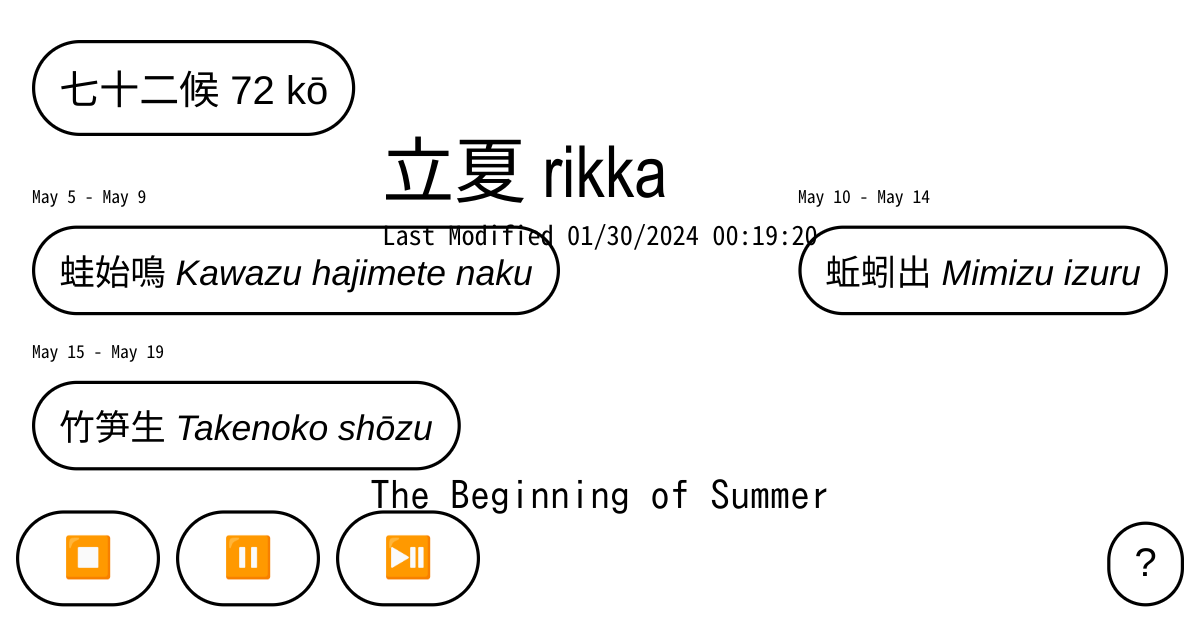 七十二候 72 kō
立夏 rikka
May 5 - May 9
May 10 - May 14
Last Modified 01/30/2024 00:19:20
蛙始鳴 Kawazu hajimete naku
蚯蚓出 Mimizu izuru
May 15 - May 19
竹笋生 Takenoko shōzu
The Beginning of Summer
?